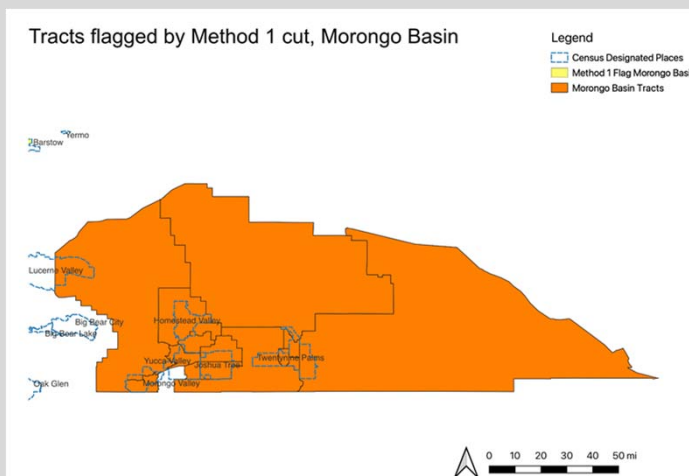 Tracts flagged by Method 1 cut, Morongo Basin
Legend
Census Designated Places
Method 1 Flag Morongo Basi
Morongo Basin Tracts
Yermo
Barstow
Lucerne Valley
Big Bear City
Big Bear Lake
Homestead Valley
Yucca Valley
Joshua Tree
Twentynine Palms
Oak Glen
Morongo Valley
0 10 20 30 40 50 mi